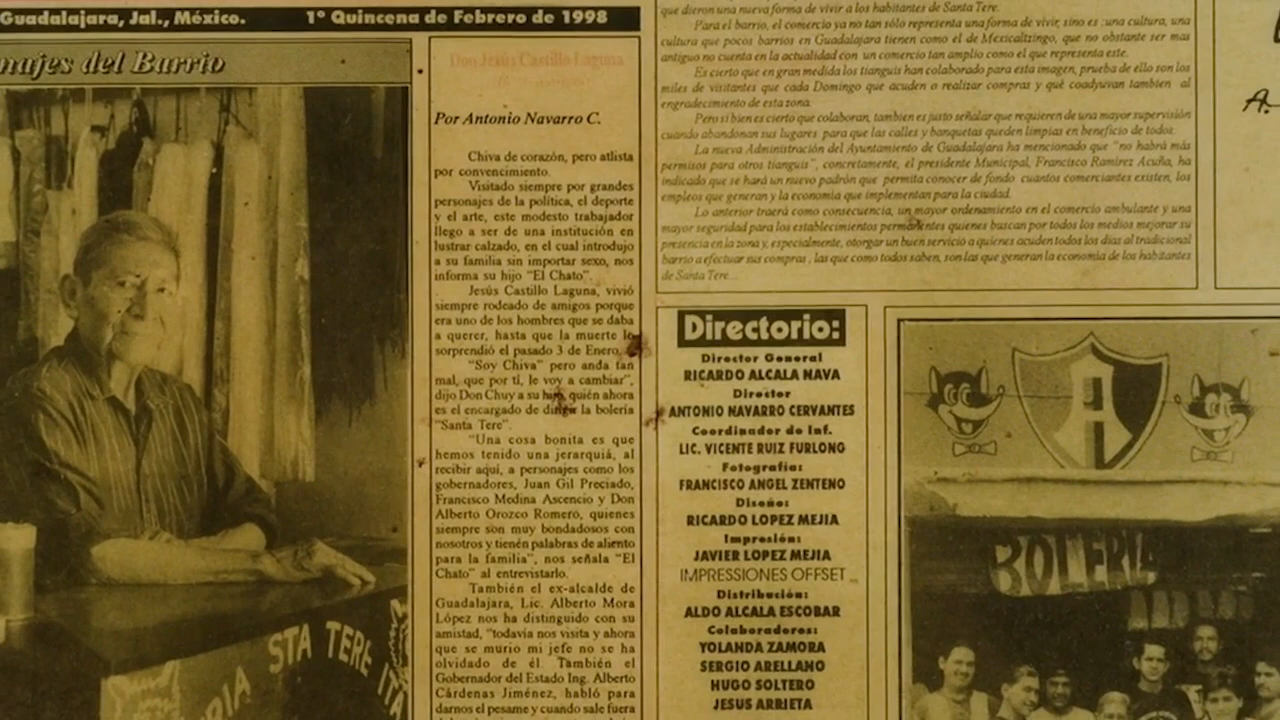 Guadalajara, Jal., México. 1º Quincena de Febrero de 1998
najes del Barrio
STA TERE
Don Jesús Castillo Laguna
Por Antonio Navarro C.
Chiva de corazón, pero atlista
por convencimiento.
Visitado siempre por grandes
personajes de la política, el deporte
y el arte, este modesto trabajador
llego a ser de una institución en
lustrar calzado, en el cual introdujo
a su familia sin importar sexo, nos
informa su hijo "El Chato".
Jesús Castillo Laguna, vivió
siempre rodeado de amigos porque
era uno de los hombres que se daba
a querer, hasta que la muerte lo
sorprendió el pasado 3 de Enero.
"Soy Chiva" pero anda tan
mal, que por tí, le voy a cambiar",
dijo Don Chuy a su hijo, quién ahora
es el encargado de dirigir la bolería
"Santa Tere".
"Una cosa bonita es que
hemos tenido una jerarquiá, al
recibir aquí, a personajes como los
gobernadores, Juan Gil Preciado,
Francisco Medina Ascencio y Don
Alberto Orozco Romero, quienes
siempre son muy bondadosos con
nosotros y tienén palabras de aliento
para la familia", nos señala "El
Chato" al entrevistarlo.
También el ex-alcalde de
Guadalajara, Lic. Alberto Mora
López nos ha distinguido con su
amistad, "todavía nos visita y ahora
que se murio mi jefe no se ha
olvidado de él. También el
Gobernador del Estado Ing. Alberto
Cárdenas Jiménez, habló para
darnos el pesame y cuando sale fuera
que dieron una nueva forma de vivir a los habitantes de Santa Tere.
Para el barrio, el comercio ya no tan sólo representa una forma de vivir, sino es una cultura, una
cultura que pocos barrios en Guadalajara tienen como el de Mexicaltzingo, que no obstante ser mas
antiguo no cuenta en la actualidad con un comercio tan amplio como el que representa este.
Es cierto que en gran medida los tianguis han colaborado para esta imagen, prueba de ello son los
miles de visitantes que cada Domingo que acuden o realizar compras y qué coadyuvan tambien al
engradecimiento de esta zona.
Pero si bien es cierto que colaboran, tambien es justo señalar que requieren de una mayor supervisión
cuando abandonan sus lugares para que las calles y banquetas queden limpias en beneficio de todos.
La nueva Administración del Ayuntamiento de Guadalajara ha mencionado que "no habrá más
permisos para otros tianguis", concretamente, el presidente Municipal, Francisco Ramírez Acuña, ha
indicado que se hará un nuevo padrón que permita conocer de fondo cuantos comerciantes existen, los
empleos que generan y la economía que implementan para la ciudad.
Lo anterior traerá como consecuencia, un mayor ordenamiento en el comercio ambulante y una
mayor seguridad para los establecimientos permanentes quienes buscan por todos los medios mejorar su
presencia en la zona y, especialmente, otorgar un buen servicio a quienes acuden todos los días al tradicional
barrio a efectuar sus compras, las que como todos saben, son las que generan la economía de los habitantes
de Santa Tere...
Directorio:
Director General
RICARDO ALCALA NAVA
Director
ANTONIO NAVARRO CERVANTES
Coordinador de Inf.
LIC. VICENTE RUIZ FURLONG
Fotografía:
FRANCISCO ANGEL ZENTENO
Diseño:
RICARDO LOPEZ MEJIA
Impresión:
JAVIER LOPEZ MEJIA
IMPRESSIONES OFFSET
Distribución:
ALDO ALCALA ESCOBAR
Colaboradores:
YOLANDA ZAMORA
SERGIO ARELLANO
HUGO SOLTERO
JESUS ARRIETA
A
BOLERIA
A.